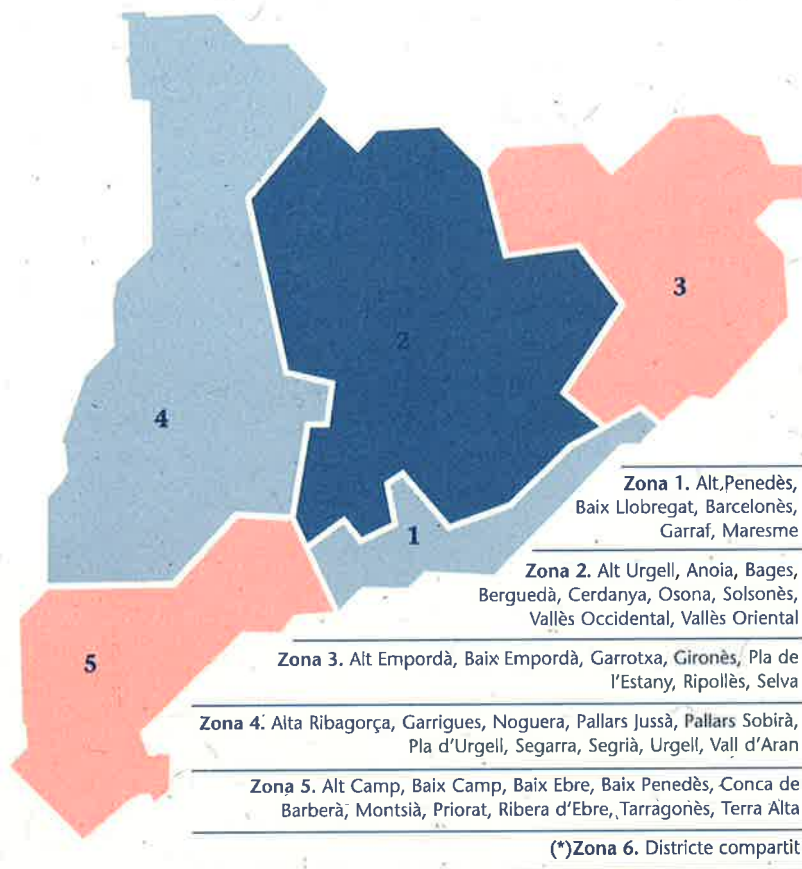 3
2
4
1
5
Zona 1. Alt Penedès,
Baix Llobregat, Barcelonès,
Garraf, Maresme
Zona 2. Alt Urgell, Anoia, Bages,
Berguedà, Cerdanya, Osona, Solsonès,
Vallès Occidental, Vallès Oriental
Zona 3. Alt Empordà, Baix Empordà, Garrotxa, Gironès, Pla de
l'Estany, Ripollès, Selva
Zona 4. Alta Ribagorça, Garrigues, Noguera, Pallars Jussà, Pallars Sobirà,
Pla d'Urgell, Segarra, Segrià, Urgell, Vall d'Aran
Zona 5. Alt Camp, Baix Camp, Baix Ebre, Baix Penedès, Conca de
Barberà, Montsià, Priorat, Ribera d'Ebre, Tarragonès, Terra Alta
(*)Zona 6. Districte compartit